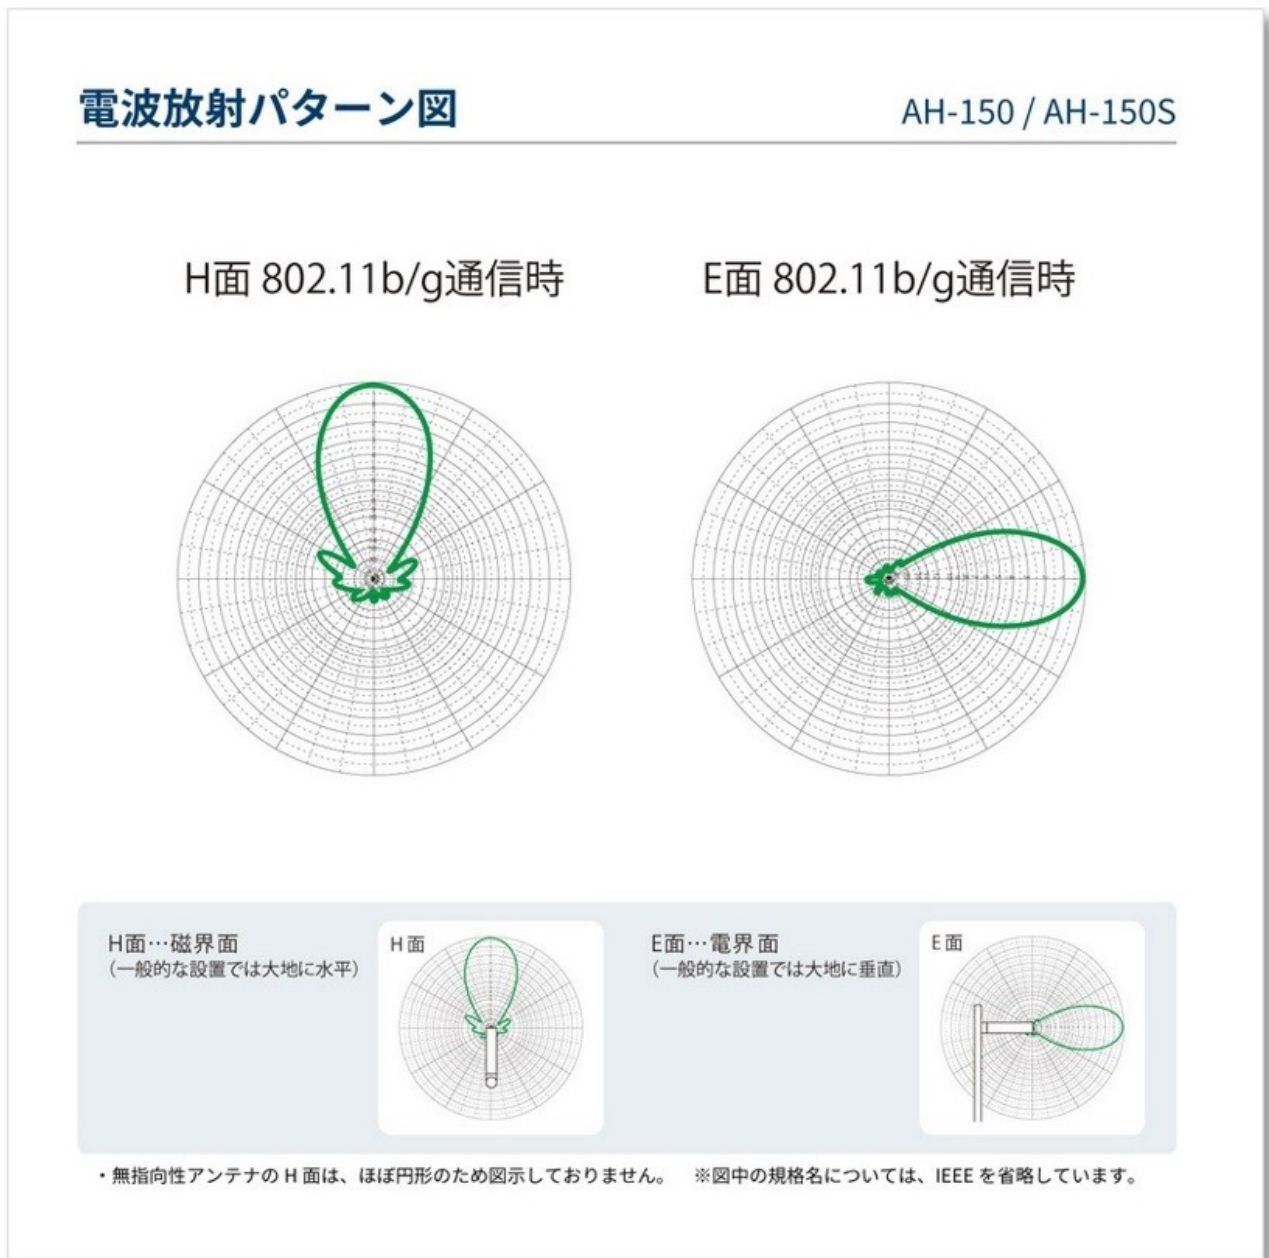 電波放射パターン図
AH-150 / AH-150S
H面 802.11b/g通信時
E面 802.11b/g通信時
H面…磁界面
（一般的な設置では大地に水平）
H面
E面…電界面
（一般的な設置では大地に垂直）
E面
・無指向性アンテナの H 面は、ほぼ円形のため図示しておりません。 ※図中の規格名については、IEEE を省略しています。